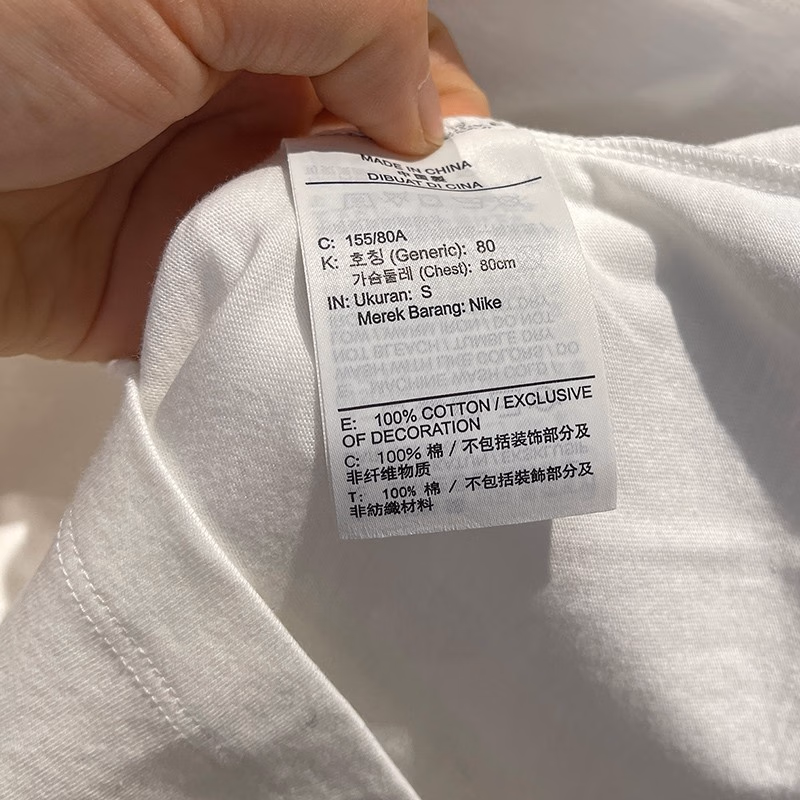 MADE IN CHINA
中国製
DIBUAT DI CINA
C: 155/80A
K: 호칭 (Generic): 80
가슴둘레 (Chest): 80cm
IN: Ukuran: S
Merek Barang: Nike
E: 100% COTTON / EXCLUSIVE
OF DECORATION
C: 100% 棉 / 不包括装饰部分及
非纤维物质
T: 100% 棉 / 不包括裝飾部分及
非紡織材料